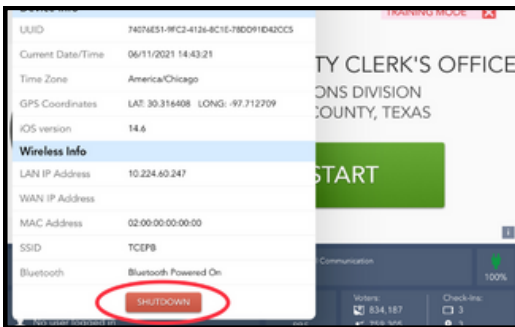 TRAINING MODE
UUID 74076E51-9FC2-4126-8C1E-78DD91D42CC5
Current Date/Time 06/11/2021 14:43:21
Time Zone America/Chicago
GPS Coordinates LAT: 30.316408 LONG: -97.712709
iOS version 14.6
Wireless Info
LAN IP Address 10.224.60.247
WAN IP Address
MAC Address 02:00:00:00:00:00
SSID TCEPB
Bluetooth Bluetooth Powered On
SHUTDOWN
No user logged in
TY CLERK'S OFFICE
ONS DIVISION
COUNTY, TEXAS
START
Communication
100%
Voters:
834,187
Check-Ins:
3